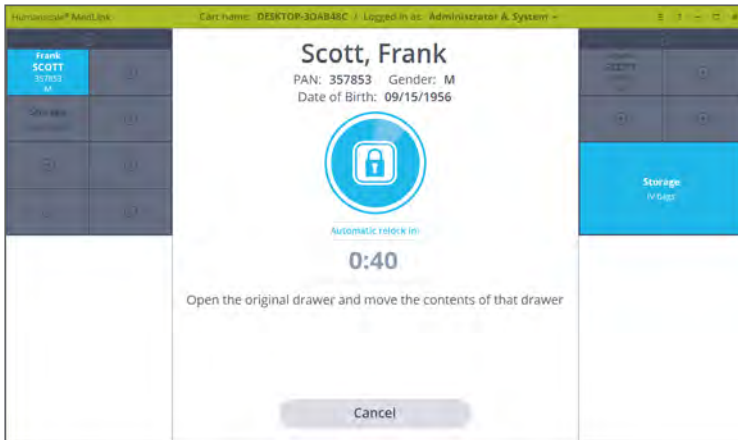 Humanscale® MedLink
Cart name: DESKTOP-3OAB48C / Logged in as: Administrator A. System
Frank
SCOTT
357853
M
Storage
Scott, Frank
PAN: 357853 Gender: M
Date of Birth: 09/15/1956
Automatic relock in:
0:40
Open the original drawer and move the contents of that drawer
Cancel
SCOTT
Storage
IV Bags